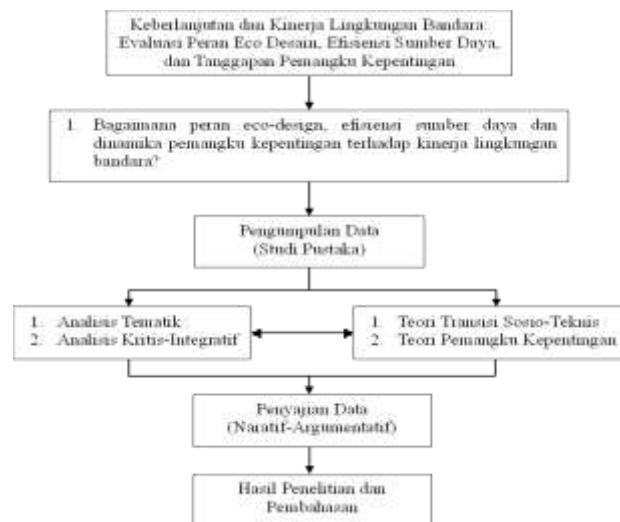 Keberlanjutan dan Kinerja Lingkungan Bandara:
Evaluasi Peran Eco Desain, Efisiensi Sumber Daya,
dan Tanggapan Pemangku Kepentingan
1. Bagaimana peran eco-design, efisiensi sumber daya dan
dinamika pemangku kepentingan terhadap kinerja lingkungan
bandara?
Pengumpulan Data
(Studi Pustaka)
1. Analisis Tematik
2. Analisis Kritis-Integratif
1. Teori Transisi Sosio-Teknis
2. Teori Pemangku Kepentingan
Penyajian Data
(Naratif-Argumentatif)
Hasil Penelitian dan
Pembahasan